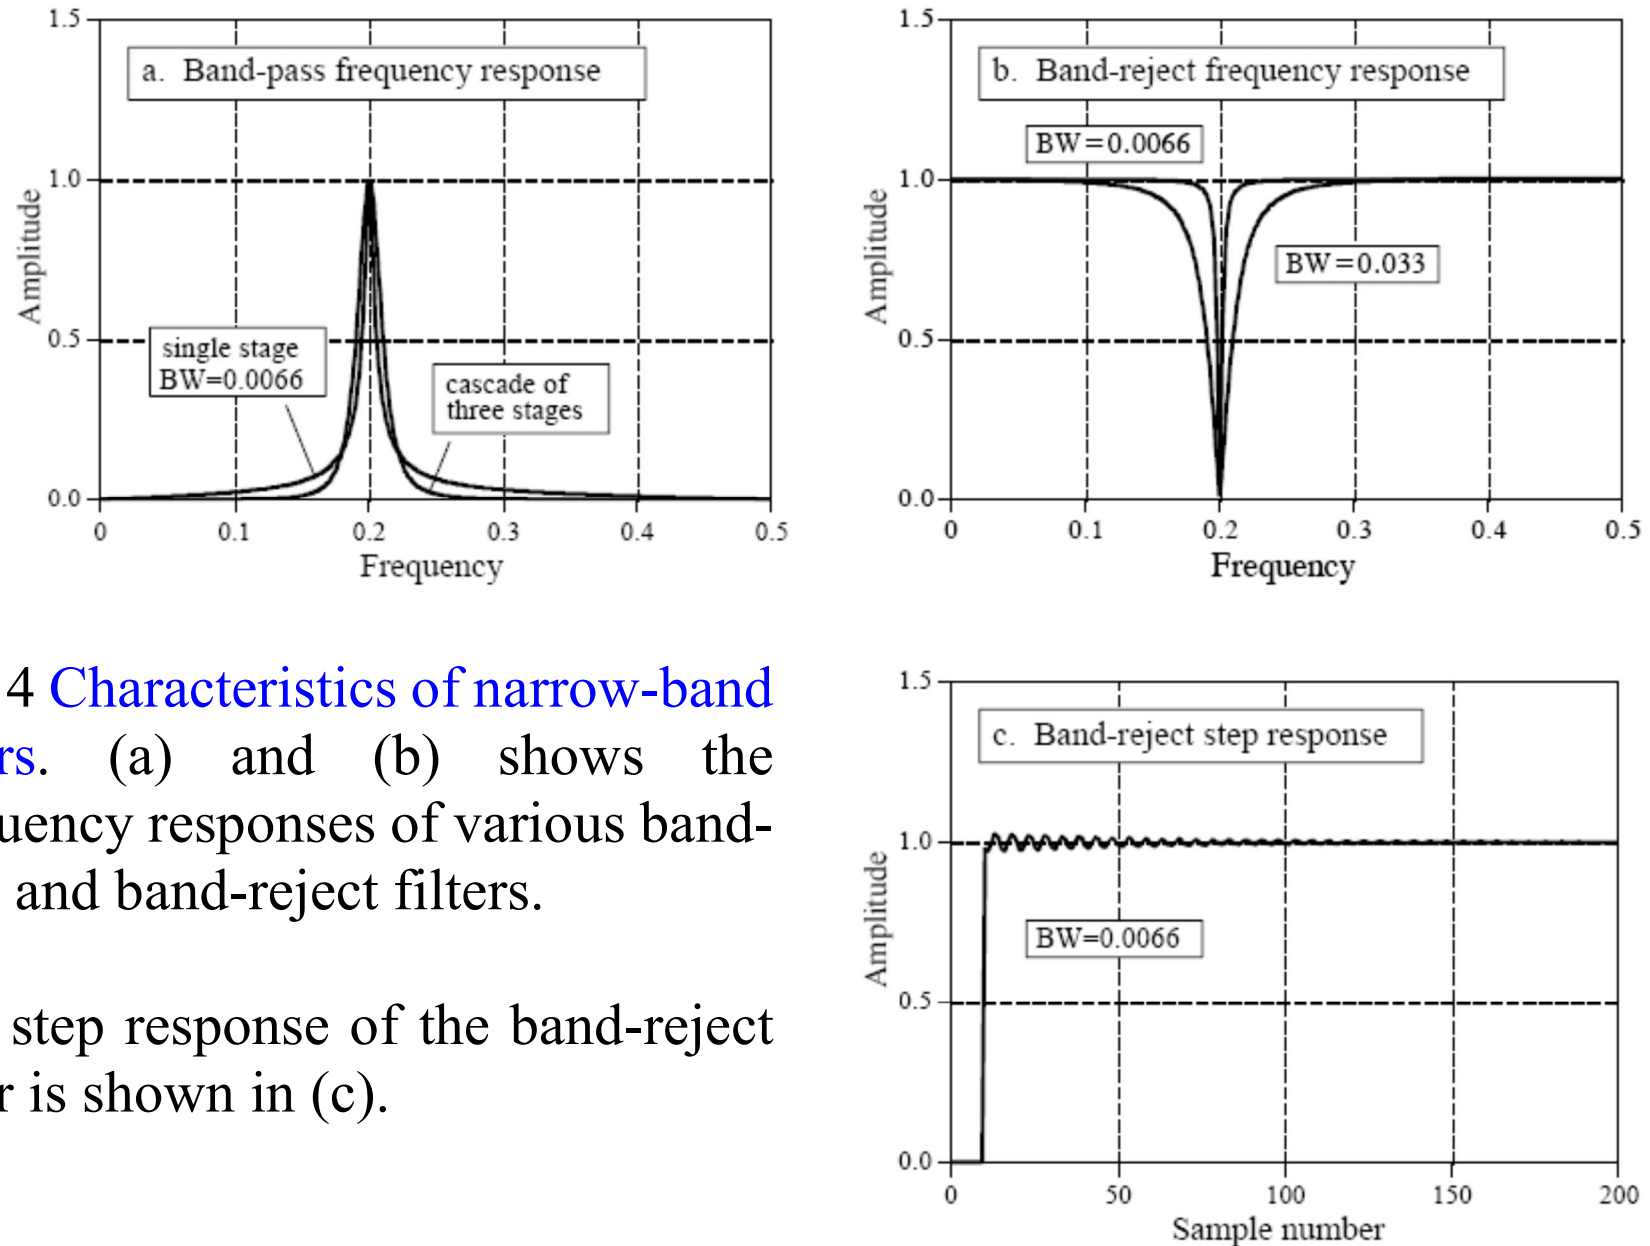 1.5
a. Band-pass frequency response
1.0
Amplitude
0.5
single stage
BW=0.0066
cascade of
three stages
0.0
0 0.1 0.2 0.3 0.4 0.5
Frequency
1.5
b. Band-reject frequency response
BW=0.0066
1.0
Amplitude
BW=0.033
0.5
0.0
0 0.1 0.2 0.3 0.4 0.5
Frequency
4 Characteristics of narrow-band
rs. (a) and (b) shows the
uency responses of various band-
and band-reject filters.
step response of the band-reject
r is shown in (c).
1.5
c. Band-reject step response
1.0
Amplitude
BW=0.0066
0.5
0.0
0 50 100 150 200
Sample number